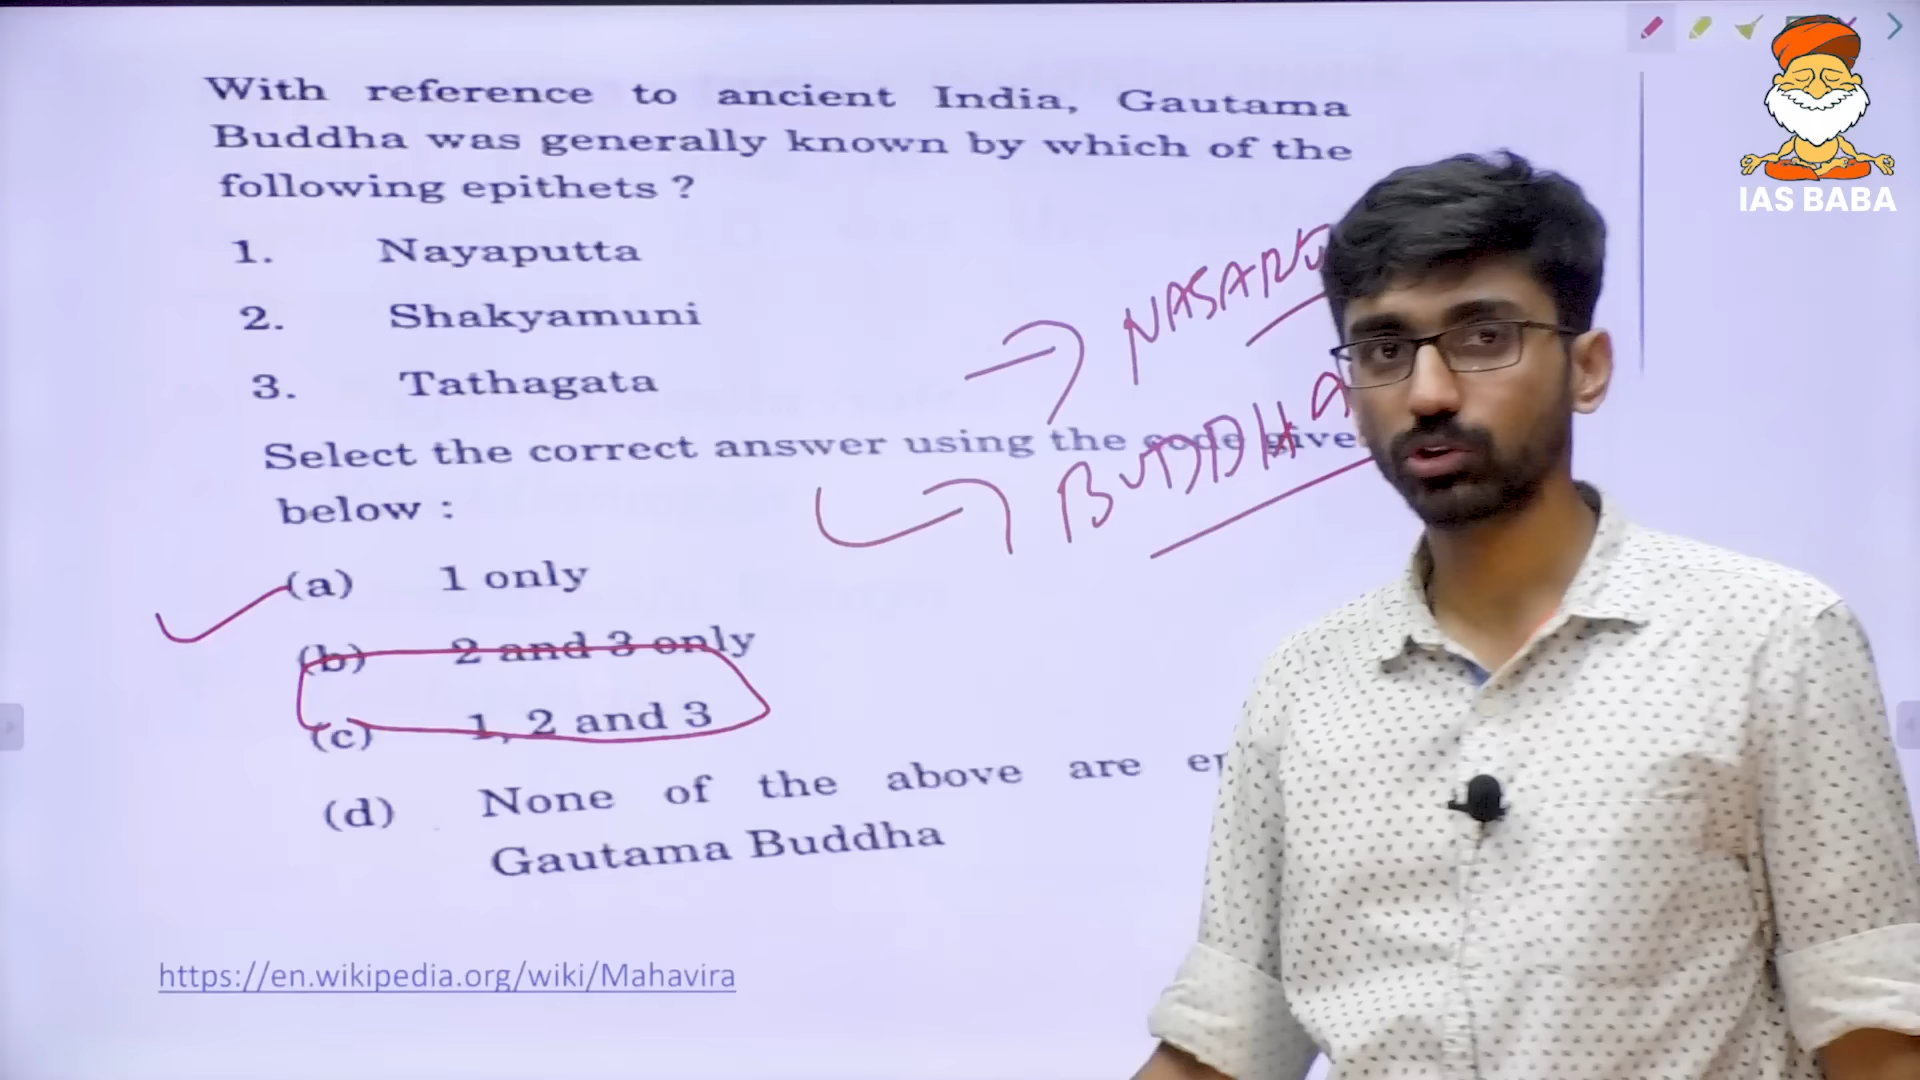 With reference to ancient India, Gautama
Buddha was generally known by which of the
following epithets ?
1. Nayaputta
2. Shakyamuni
3. Tathagata
Select the correct answer using the code give
below :
(a) 1 only
(b) 2 and 3 only
(c) 1, 2 and 3
(d) None of the above are
Gautama Buddha
https://en.wikipedia.org/wiki/Mahavira
BUDDHA
IAS BABA